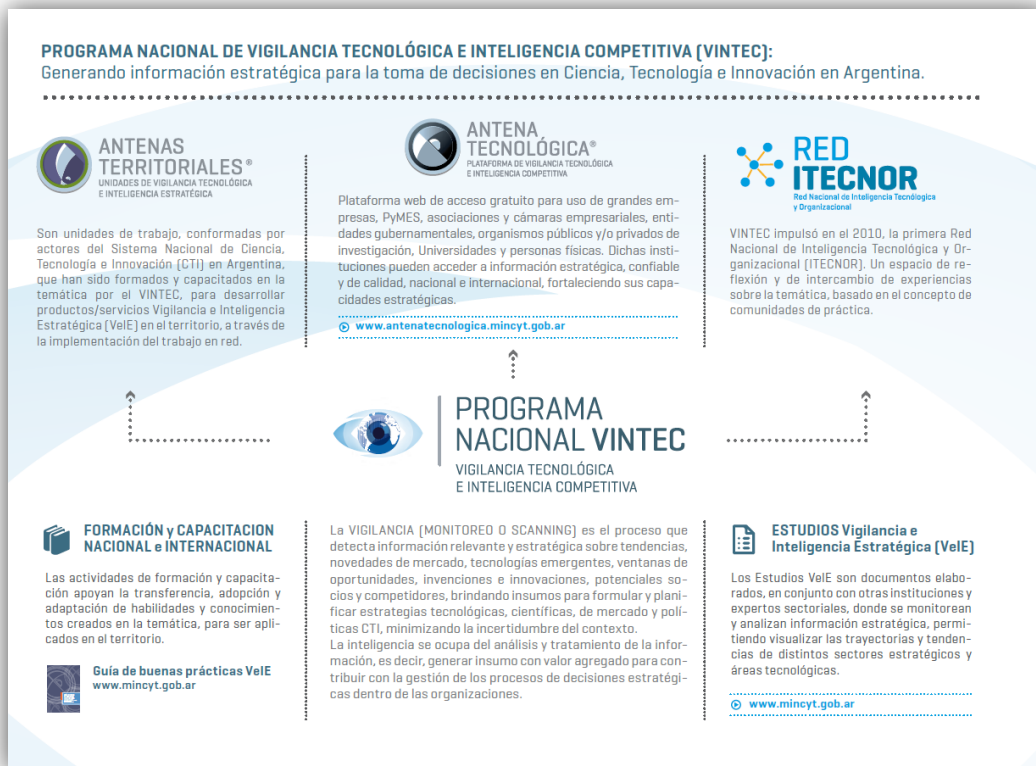 PROGRAMA NACIONAL DE VIGILANCIA TECNOLÓGICA E INTELIGENCIA COMPETITIVA (VINTEC):
Generando información estratégica para la toma de decisiones en Ciencia, Tecnología e Innovación en Argentina.
ANTENAS
TERRITORIALES®
UNIDADES DE VIGILANCIA TECNOLÓGICA
E INTELIGENCIA ESTRATÉGICA
Son unidades de trabajo, conformadas por
actores del Sistema Nacional de Ciencia,
Tecnología e Innovación (CTI) en Argentina,
que han sido formados y capacitados en la
temática por el VINTEC, para desarrollar
productos/servicios Vigilancia e Inteligencia
Estratégica (VeIE) en el territorio, a través de
la implementación del trabajo en red.
ANTENA
TECNOLÓGICA®
PLATAFORMA DE VIGILANCIA TECNOLÓGICA
E INTELIGENCIA COMPETITIVA
Plataforma web de acceso gratuito para uso de grandes em-
presas, PyMES, asociaciones y cámaras empresariales, enti-
dades gubernamentales, organismos públicos y/o privados de
investigación, Universidades y personas físicas. Dichas insti-
tuciones pueden acceder a información estratégica, confiable
y de calidad, nacional e internacional, fortaleciendo sus capa-
cidades estratégicas.
www.antenatecnologica.mincyt.gob.ar
RED
ITECNOR
Red Nacional de Inteligencia Tecnólogica
y Organizacional
VINTEC impulsó en el 2010, la primera Red
Nacional de Inteligencia Tecnológica y Or-
ganizacional (ITECNOR). Un espacio de re-
flexión y de intercambio de experiencias
sobre la temática, basado en el concepto de
comunidades de práctica.
PROGRAMA
NACIONAL VINTEC
VIGILANCIA TECNOLÓGICA
E INTELIGENCIA COMPETITIVA
FORMACIÓN y CAPACITACION
NACIONAL e INTERNACIONAL
Las actividades de formación y capacita-
ción apoyan la transferencia, adopción y
adaptación de habilidades y conocimien-
tos creados en la temática, para ser apli-
cados en el territorio.
Guía de buenas prácticas VeIE
www.mincyt.gob.ar
La VIGILANCIA (MONITOREO O SCANNING) es el proceso que
detecta información relevante y estratégica sobre tendencias,
novedades de mercado, tecnologías emergentes, ventanas de
oportunidades, invenciones e innovaciones, potenciales so-
cios y competidores, brindando insumos para formular y plani-
ficar estrategias tecnológicas, científicas, de mercado y polí-
ticas CTI, minimizando la incertidumbre del contexto.
La inteligencia se ocupa del análisis y tratamiento de la infor-
mación, es decir, generar insumo con valor agregado para con-
tribuir con la gestión de los procesos de decisiones estratégi-
cas dentro de las organizaciones.
ESTUDIOS Vigilancia e
Inteligencia Estratégica (VeIE)
Los Estudios VeIE son documentos elabo-
rados, en conjunto con otras instituciones y
expertos sectoriales, donde se monitorean
y analizan información estratégica, permi-
tiendo visualizar las trayectorias y tenden-
cias de distintos sectores estratégicos y
áreas tecnológicas.
www.mincyt.gob.ar